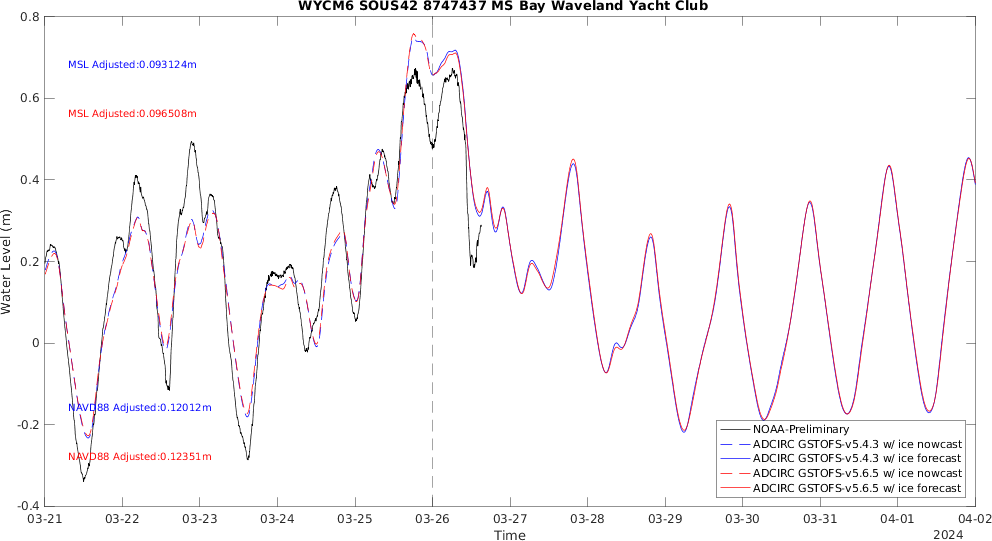 WYCM6 SOUS42 8747437 MS Bay Waveland Yacht Club
0.8
MSL Adjusted:0.093124m
0.6
MSL Adjusted:0.096508m
0.4
0.2
Water Level (m)
0
-0.2
NAVD88 Adjusted:0.12012m
NAVD88 Adjusted:0.12351m
-0.4
NOAA-Preliminary
ADCIRC GSTOFS-v5.4.3 w/ ice nowcast
ADCIRC GSTOFS-v5.4.3 w/ ice forecast
ADCIRC GSTOFS-v5.6.5 w/ ice nowcast
ADCIRC GSTOFS-v5.6.5 w/ ice forecast
03-21 03-22 03-23 03-24 03-25 03-26 03-27 03-28 03-29 03-30 03-31 04-01 04-02
Time
2024